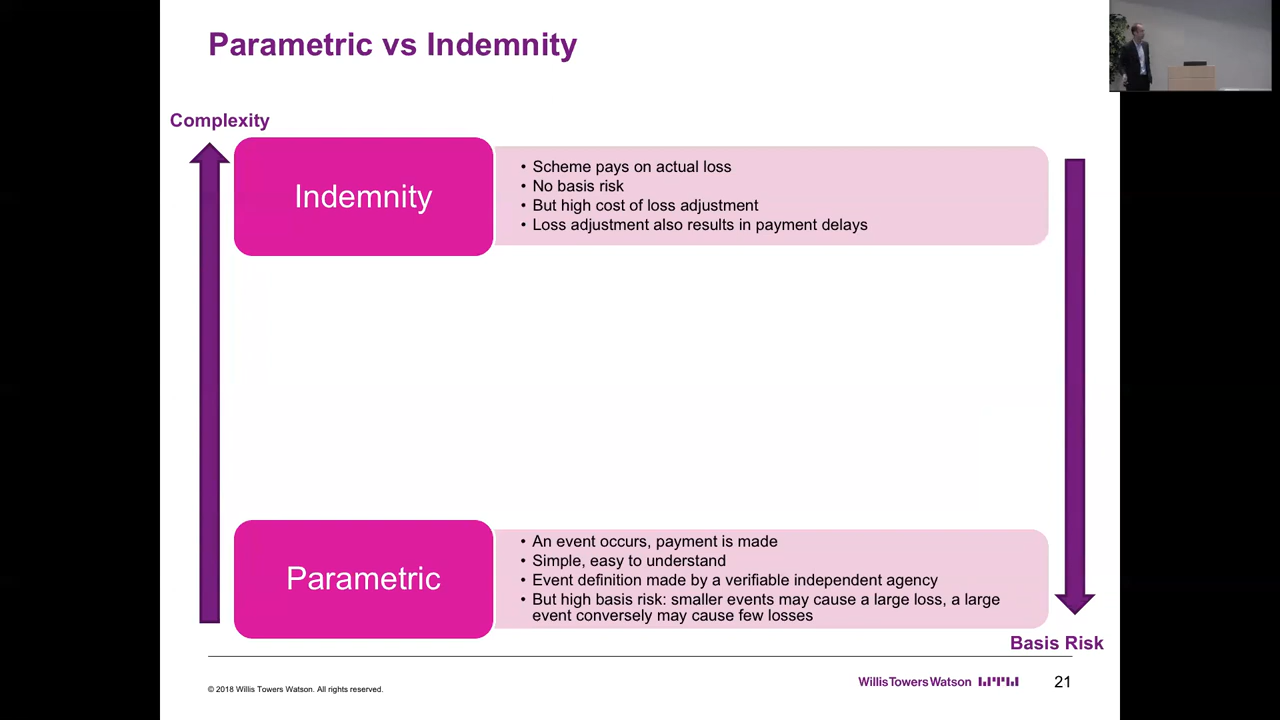 Parametric vs Indemnity
Complexity
Indemnity
• Scheme pays on actual loss
• No basis risk
• But high cost of loss adjustment
• Loss adjustment also results in payment delays
Parametric
• An event occurs, payment is made
• Simple, easy to understand
• Event definition made by a verifiable independent agency
• But high basis risk: smaller events may cause a large loss, a large
event conversely may cause few losses
Basis Risk
© 2018 Willis Towers Watson. All rights reserved.
WillisTowersWatson
21